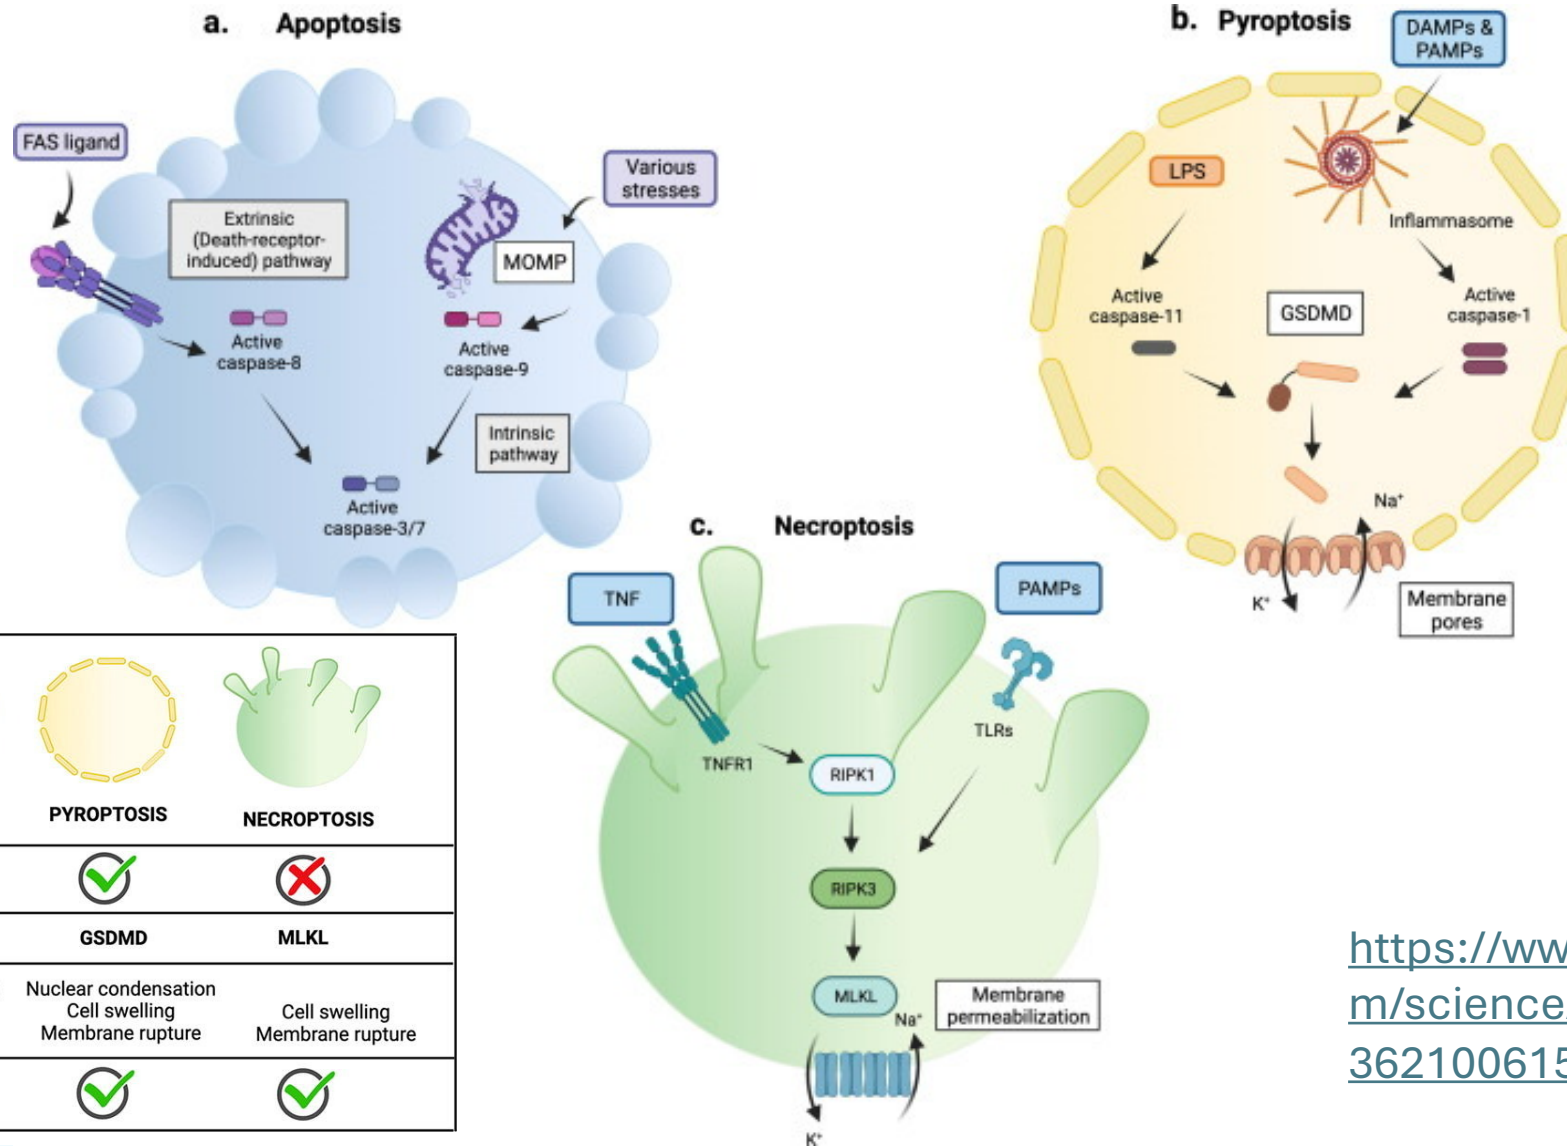 a. Apoptosis
FAS ligand
Extrinsic
(Death-receptor-
induced) pathway
Various
stresses
MOMP
Active
caspase-8
Active
caspase-9
Intrinsic
pathway
Active
caspase-3/7
b. Pyroptosis
DAMPs &
PAMPs
LPS
Inflammasome
Active
caspase-11
GSDMD
Active
caspase-1
Na⁺
K⁺
Membrane
pores
c. Necroptosis
TNF
PAMPs
TNFR1
TLRs
RIPK1
RIPK3
MLKL
Na⁺
Membrane
permeabilization
K⁺
PYROPTOSIS
NECROPTOSIS
GSDMD
MLKL
Nuclear condensation
Cell swelling
Membrane rupture
Cell swelling
Membrane rupture
https://ww
m/science
362100615